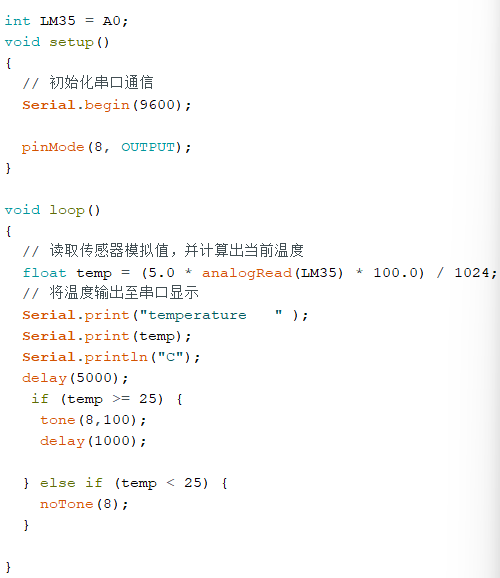 int LM35 = A0;
void setup()
{
  // 初始化串口通信
  Serial.begin(9600);

  pinMode(8, OUTPUT);
}

void loop()
{
  // 读取传感器模拟值，并计算出当前温度
  float temp = (5.0 * analogRead(LM35) * 100.0) / 1024;
  // 将温度输出至串口显示
  Serial.print("temperature   " );
  Serial.print(temp);
  Serial.println("C");
  delay(5000);
   if (temp >= 25) {
    tone(8,100);
    delay(1000);

  } else if (temp < 25) {
    noTone(8);
  }

}